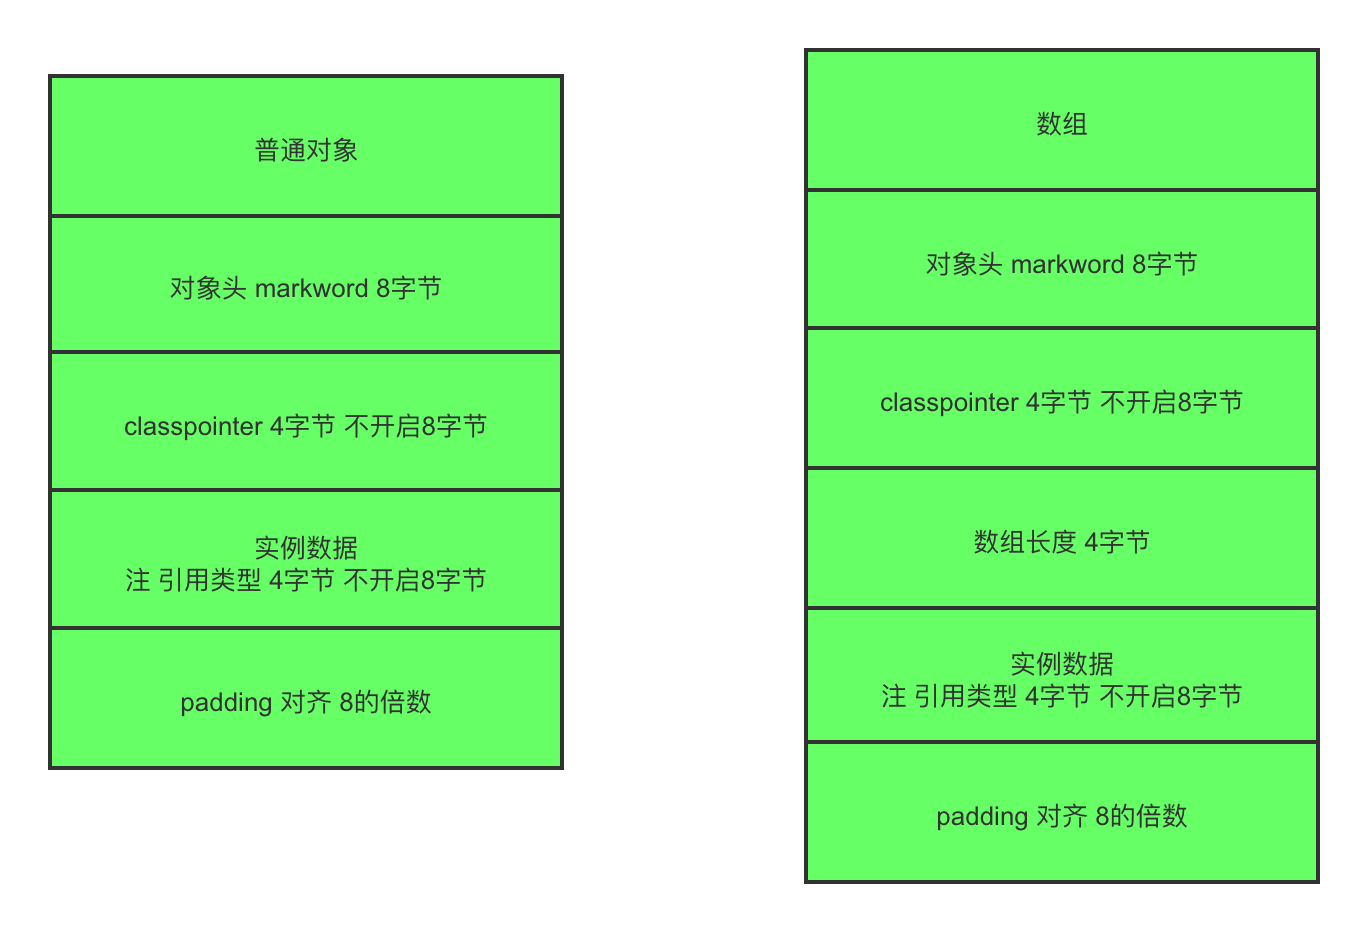 普通对象
对象头 markword 8字节
classpointer 4字节 不开启8字节
实例数据
注 引用类型 4字节 不开启8字节
padding 对齐 8的倍数
数组
对象头 markword 8字节
classpointer 4字节 不开启8字节
数组长度 4字节
实例数据
注 引用类型 4字节 不开启8字节
padding 对齐 8的倍数